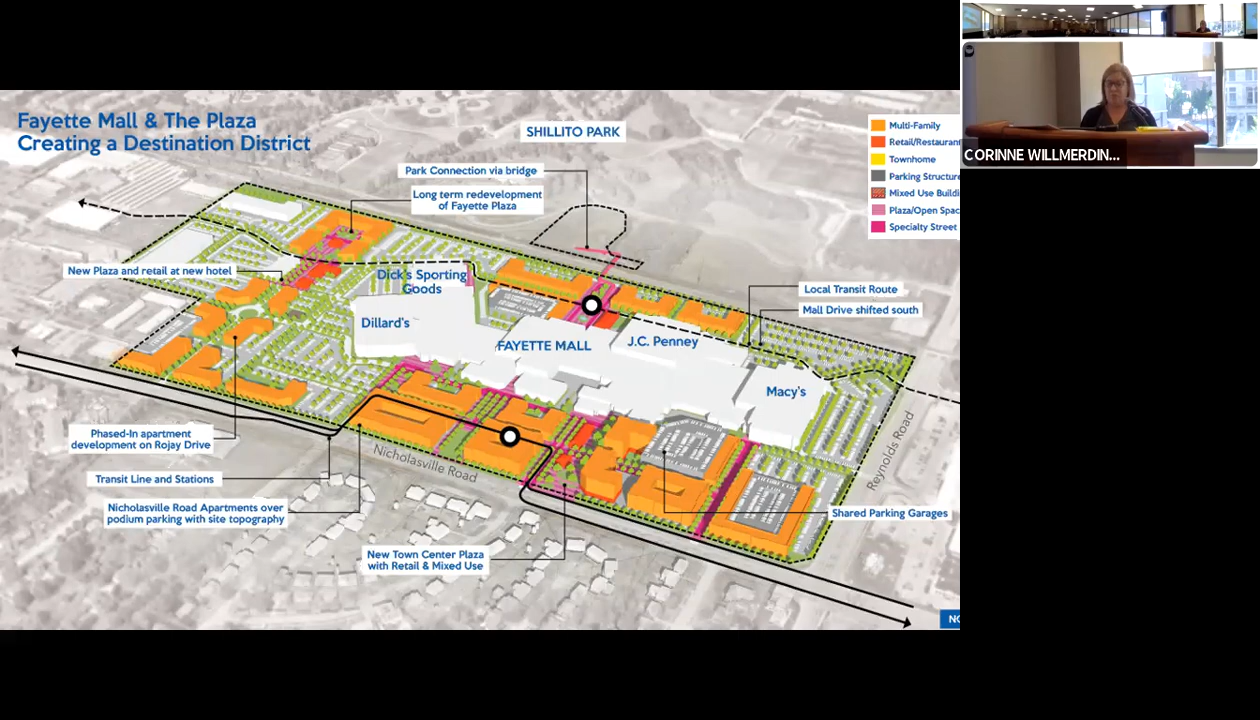 Fayette Mall & The Plaza
Creating a Destination District
SHILLITO PARK
Park Connection via bridge
Long term redevelopment
of Fayette Plaza
New Plaza and retail at new hotel
Dick's Sporting
Goods
Dillard's
FAYETTE MALL
J.C. Penney
Macy's
Local Transit Route
Mall Drive shifted south
Multi-Family
Retail/Restaurant
Townhome
Parking Structure
Mixed Use Buildi
Plaza/Open Spac
Specialty Street
Phased-In apartment
development on Rojay Drive
Transit Line and Stations
Nicholasville Road Apartments over
podium parking with site topography
Nicholasville Road
New Town Center Plaza
with Retail & Mixed Use
Shared Parking Garages
Reynolds Road
CORINNE WILLMERDIN...